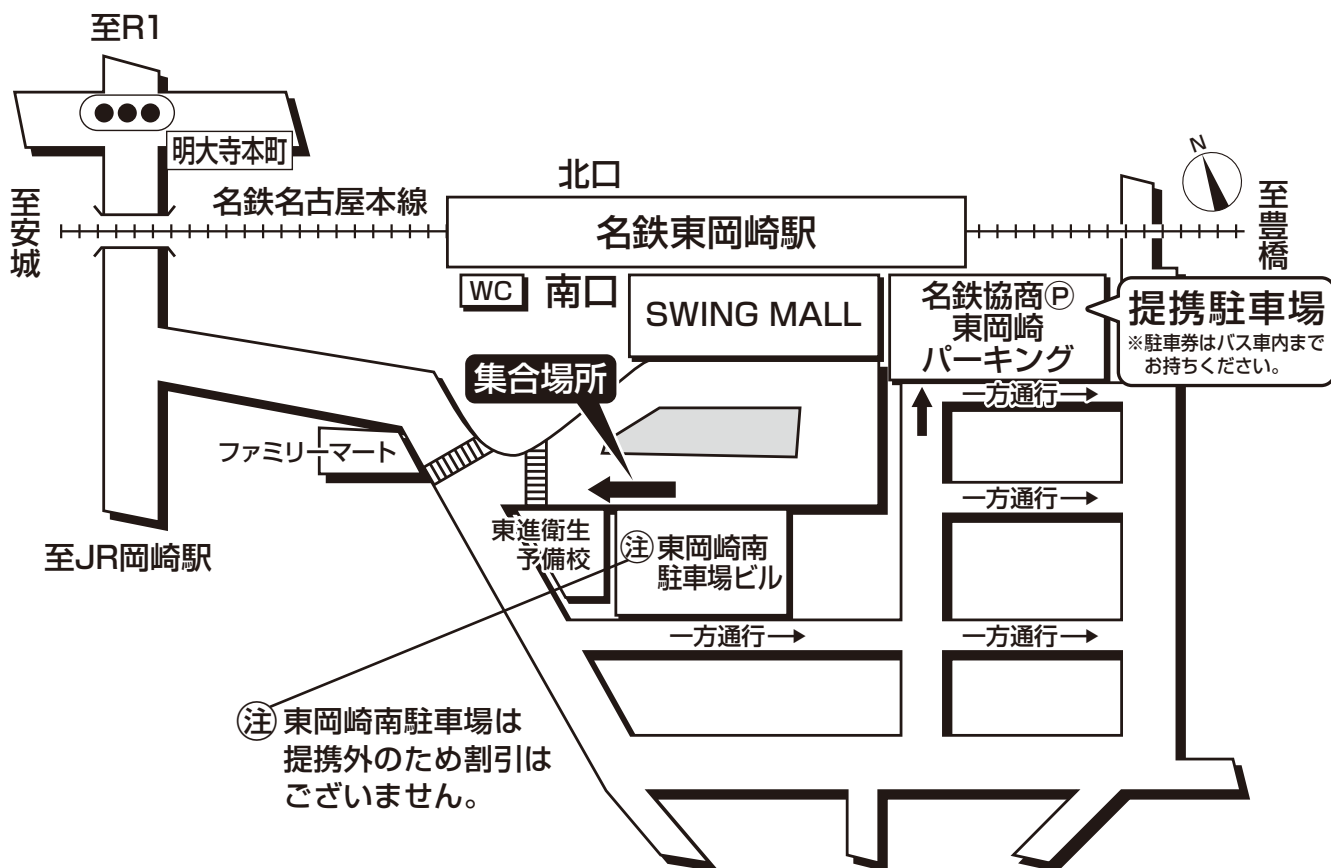 至R1
明大寺本町
至安城
名鉄名古屋本線
北口
名鉄東岡崎駅
N
至豊橋
WC
南口
SWING MALL
名鉄協商Ⓟ
東岡崎
パーキング
提携駐車場
※駐車券はバス車内まで
お持ちください。
集合場所
一方通行→
ファミリーマート
一方通行→
至JR岡崎駅
東進衛生
予備校
注 東岡崎南
駐車場ビル
一方通行→
一方通行→
注 東岡崎南駐車場は
提携外のため割引は
ございません。